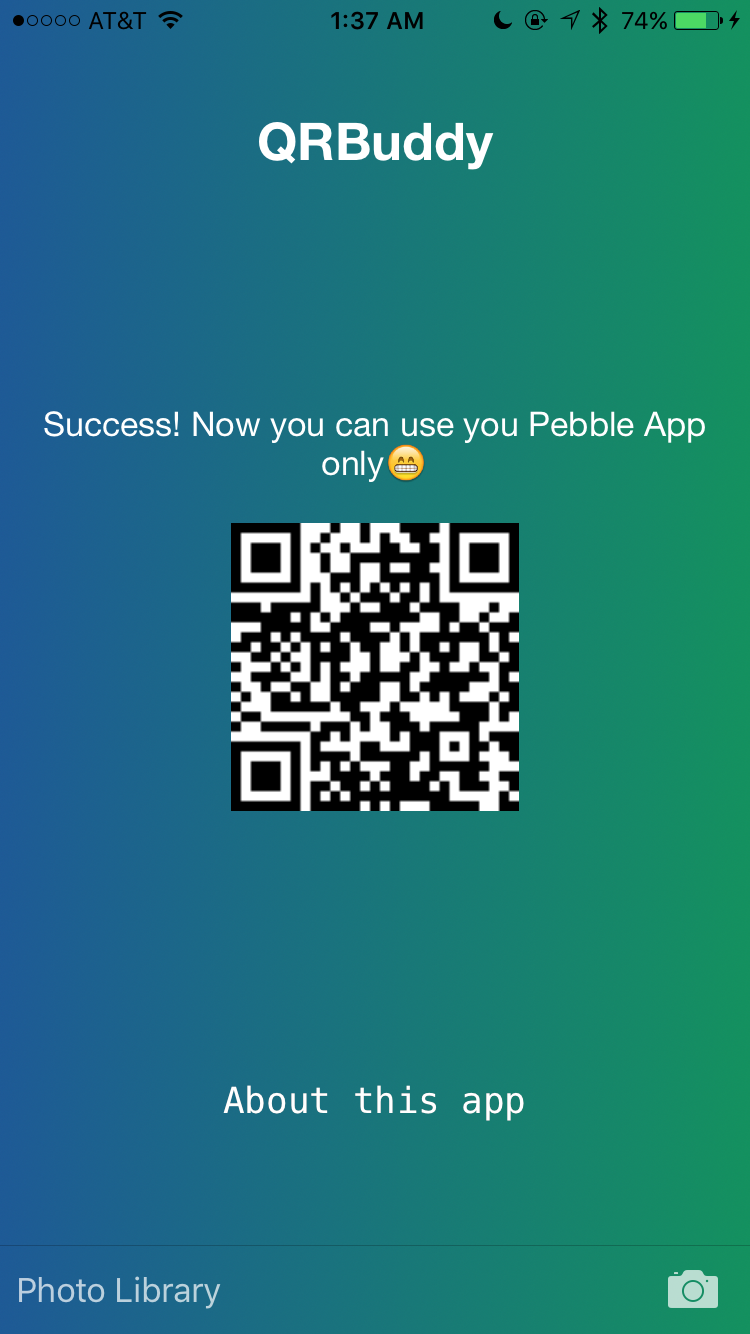 AT&T 1:37 AM 74%
QRBuddy
Success! Now you can use you Pebble App
only😁
About this app
Photo Library